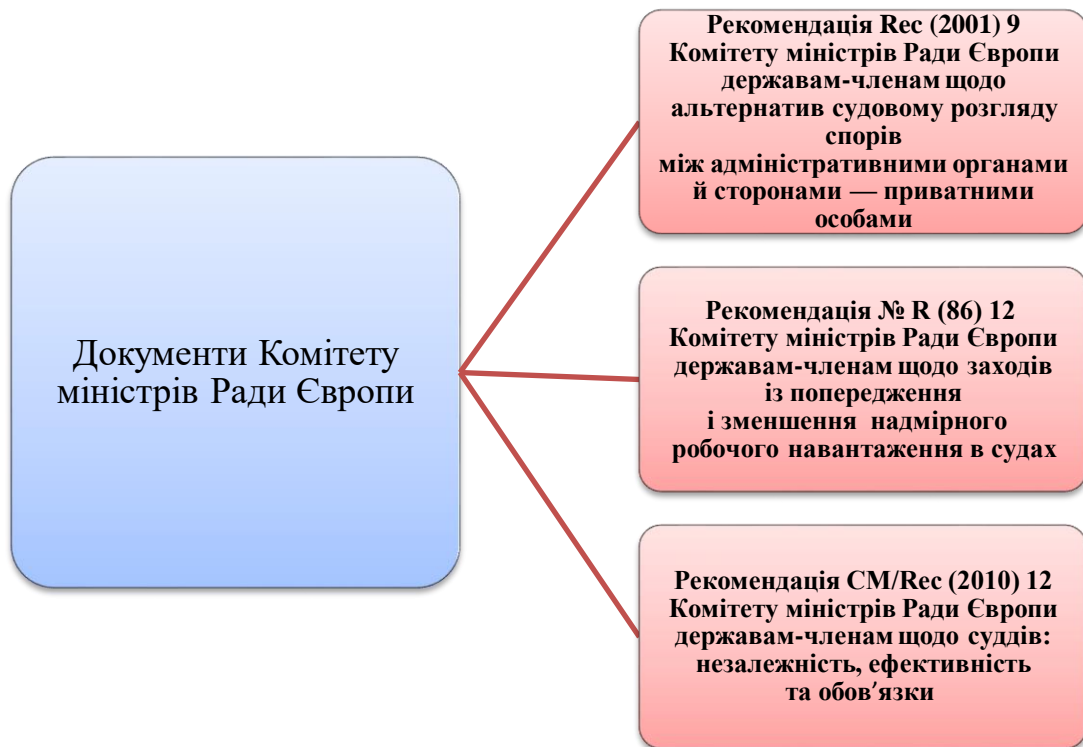 Документи Комітету
міністрів Ради Європи
Рекомендація Rec (2001) 9
Комітету міністрів Ради Європи
державам-членам щодо
альтернатив судовому розгляду
спорів
між адміністративними органами
й сторонами — приватними
особами
Рекомендація № R (86) 12
Комітету міністрів Ради Європи
державам-членам щодо заходів
із попередження
і зменшення надмірного
робочого навантаження в судах
Рекомендація CM/Rec (2010) 12
Комітету міністрів Ради Європи
державам-членам щодо суддів:
незалежність, ефективність
та обов’язки